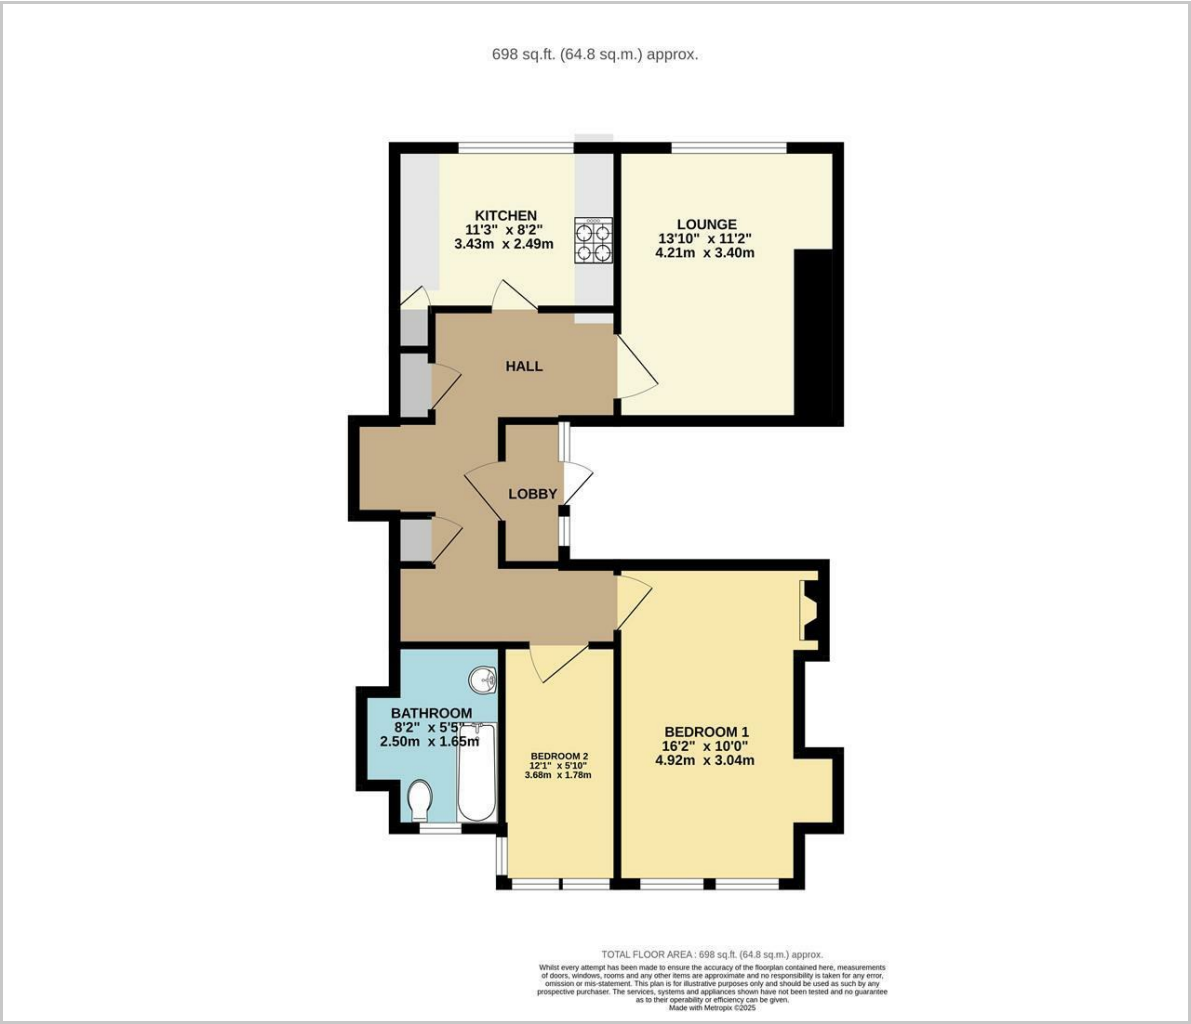 698 sq.ft. (64.8 sq.m.) approx.
KITCHEN
11'3" x 8'2"
3.43m x 2.49m
LOUNGE
13'10" x 11'2"
4.21m x 3.40m
HALL
LOBBY
BATHROOM
8'2" x 5'5"
2.50m x 1.65m
BEDROOM 2
12'1" x 5'10"
3.68m x 1.78m
BEDROOM 1
16'2" x 10'0"
4.92m x 3.04m
TOTAL FLOOR AREA : 698 sq.ft. (64.8 sq.m.) approx.
Whilst every attempt has been made to ensure the accuracy of the floorplan contained here, measurements
of doors, windows, rooms and any other items are approximate and no responsibility is taken for any error,
omission or mis-statement. This plan is for illustrative purposes only and should be used as such by any
prospective purchaser. The services, systems and appliances shown have not been tested and no guarantee
as to their operability or efficiency can be given.
Made with Metropix ©2025